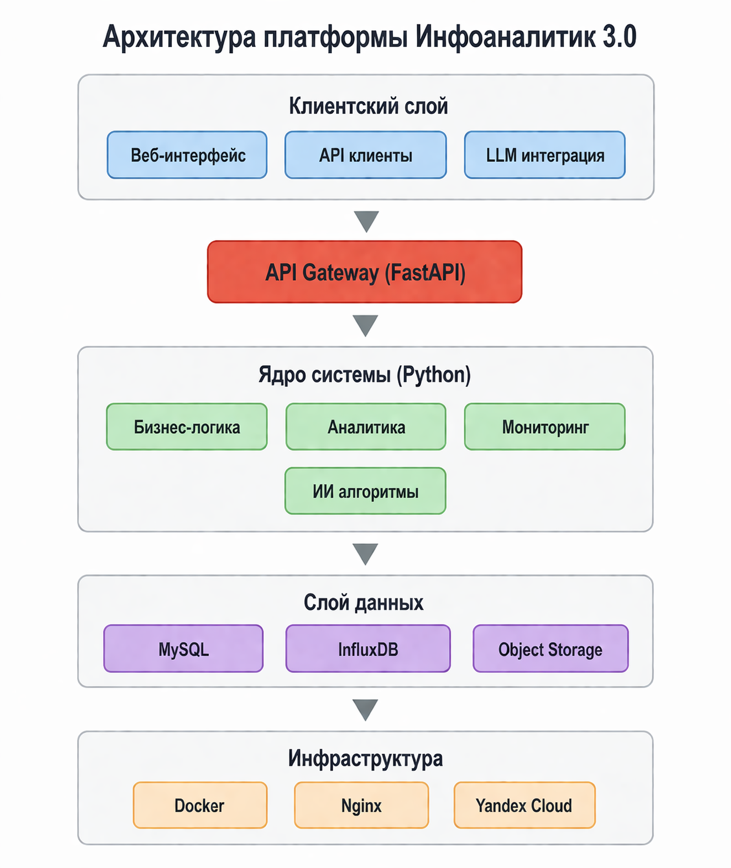 Архитектура платформы Инфоаналитик 3.0
Клиентский слой
Веб-интерфейс
API клиенты
LLM интеграция
API Gateway (FastAPI)
Ядро системы (Python)
Бизнес-логика
Аналитика
Мониторинг
ИИ алгоритмы
Слой данных
MySQL
InfluxDB
Object Storage
Инфраструктура
Docker
Nginx
Yandex Cloud